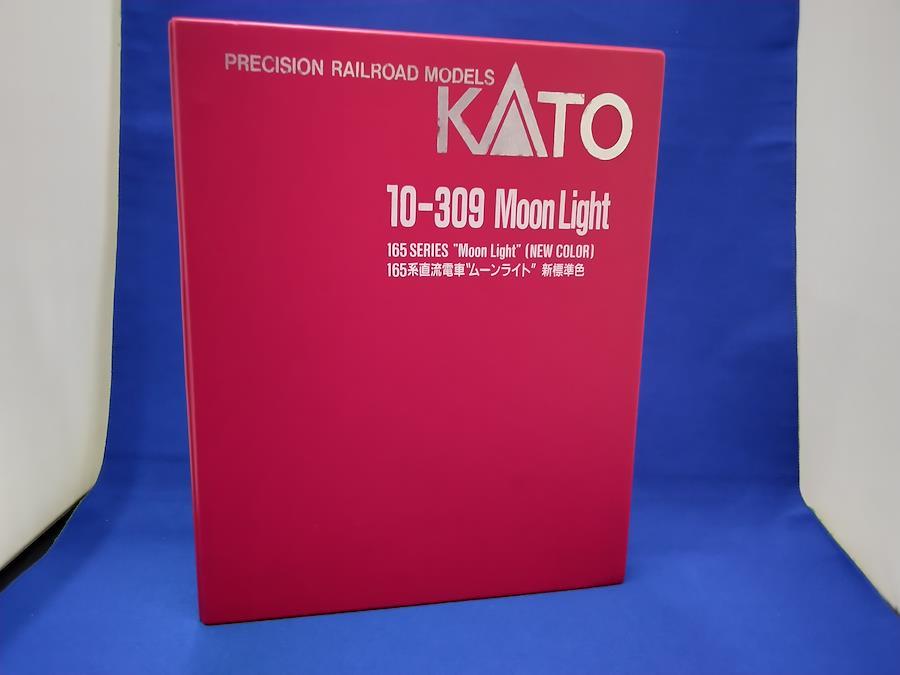 PRECISION RAILROAD MODELS
KATO
10-309 Moon Light
165 SERIES "Moon Light" (NEW COLOR)
165系直流電車"ムーンライト" 新標準色